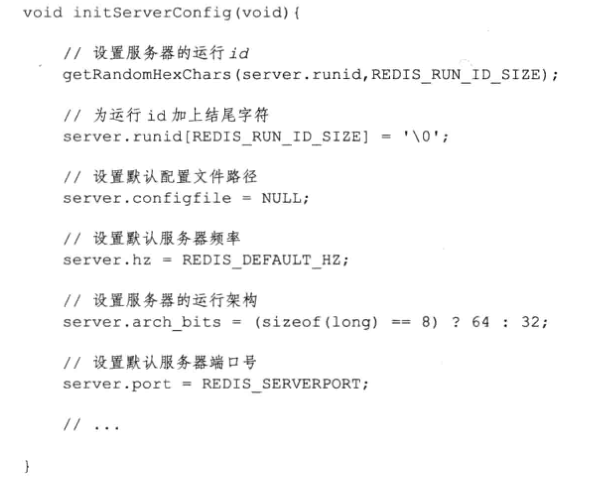 void initServerConfig(void){
// 设置服务器的运行id
getRandomHexChars(server.runid,REDIS_RUN_ID_SIZE);
// 为运行id加上结尾字符
server.runid[REDIS_RUN_ID_SIZE] = '\0';
// 设置默认配置文件路径
server.configfile = NULL;
// 设置默认服务器频率
server.hz = REDIS_DEFAULT_HZ;
// 设置服务器的运行架构
server.arch_bits = (sizeof(long) == 8) ? 64 : 32;
// 设置默认服务器端口号
server.port = REDIS_SERVERPORT;
// ...
}